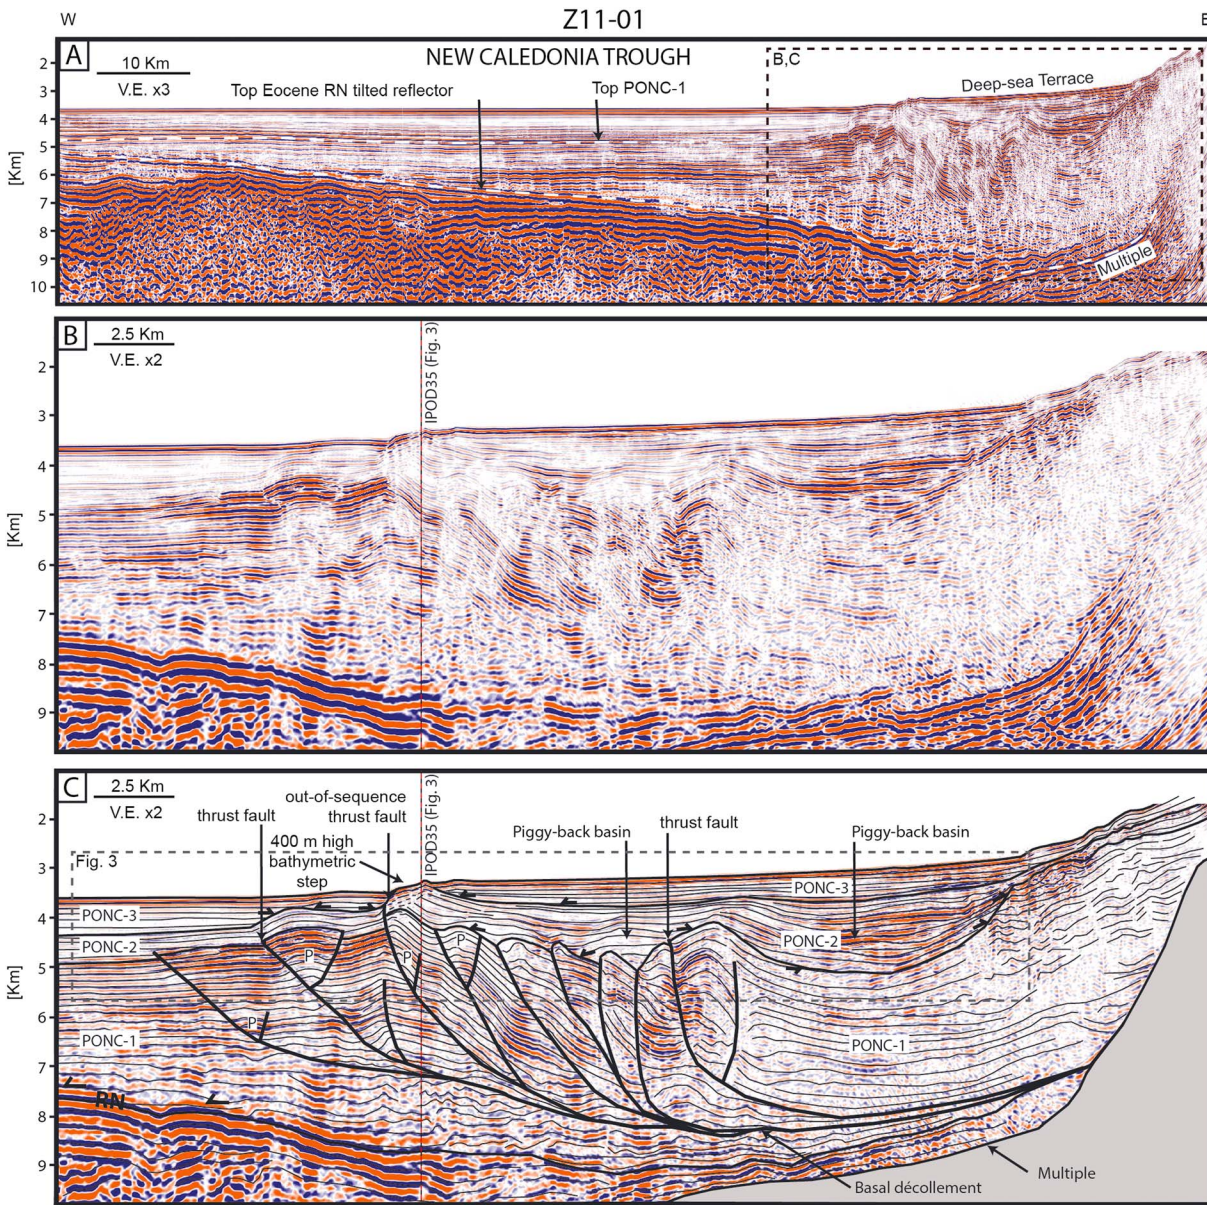 W
Z11-01
E
A
10 Km
V.E. x3
NEW CALEDONIA TROUGH
B,C
Top Eocene RN tilted reflector
Top PONC-1
Deep-sea Terrace
Multiple
[Km]
2
3
4
5
6
7
8
9
10
B
2.5 Km
V.E. x2
IPOD35 (Fig. 3)
[Km]
2
3
4
5
6
7
8
9
C
2.5 Km
V.E. x2
thrust fault
out-of-sequence
thrust fault
400 m high
bathymetric
step
IPOD35 (Fig. 3)
Piggy-back basin
thrust fault
Piggy-back basin
Fig. 3
PONC-3
PONC-3
PONC-2
PONC-2
P
P
P
P
PONC-1
PONC-1
RN
Multiple
Basal décollement
[Km]
2
3
4
5
6
7
8
9